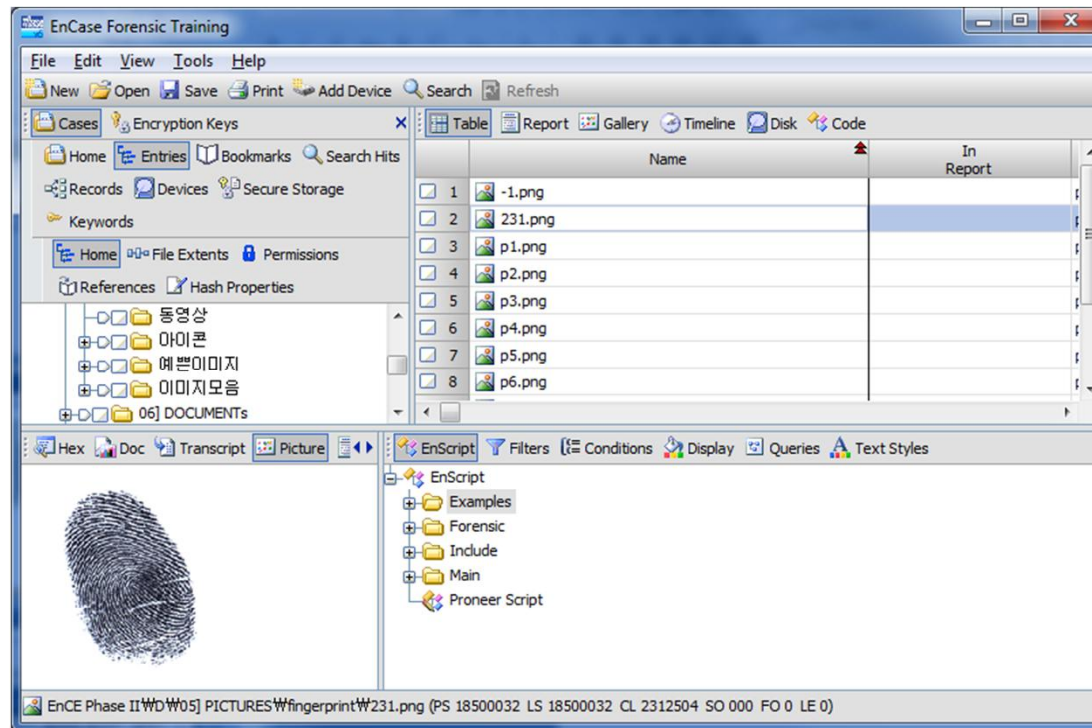 EnCase Forensic Training
File Edit View Tools Help
New Open Save Print Add Device Search Refresh
Cases Encryption Keys
Home Entries Bookmarks Search Hits
Records Devices Secure Storage
Keywords
Home File Extents Permissions
References Hash Properties
동영상
아이콘
예쁜이미지
이미지모음
06] DOCUMENTs
Table Report Gallery Timeline Disk Code
Name In Report
1 -1.png
2 231.png
3 p1.png
4 p2.png
5 p3.png
6 p4.png
7 p5.png
8 p6.png
Hex Doc Transcript Picture
EnScript Filters Conditions Display Queries Text Styles
EnScript
Examples
Forensic
Include
Main
Proneer Script
EnCE Phase II₩D₩05] PICTURES₩fingerprint₩231.png (PS 18500032 LS 18500032 CL 2312504 SO 000 FO 0 LE 0)